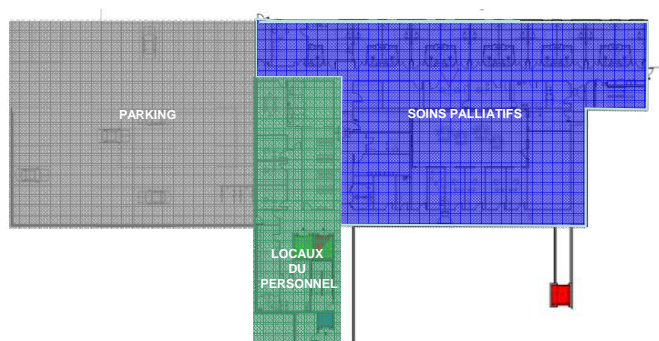 PARKING
SOINS PALLIATIFS
LOCAUX
DU
PERSONNEL